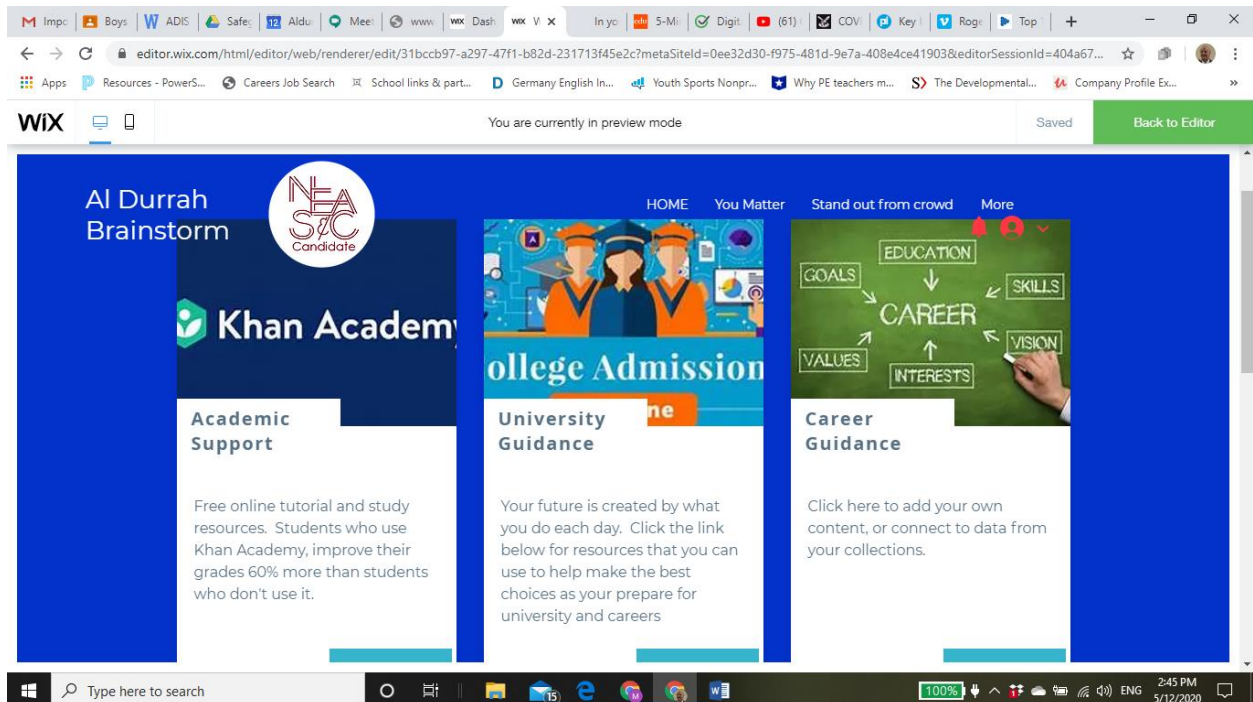 Impo
Boys
ADIS
Safec
12
Aldu
Meet
www
WIX
Dash
WIX
V
In yo
edu
5-Mi
Digit
(61)
COVI
Key
Roge
Top
editor.wix.com/html/editor/web/renderer/edit/31bccb97-a297-47f1-b82d-231713f45e2c?metaSiteId=0ee32d30-f975-481d-9e7a-408e4ce41903&editorSessionId=404a67...
Apps
Resources - PowerS...
Careers Job Search
School links & part...
Germany English In...
Youth Sports Nonpr...
Why PE teachers m...
The Developmental...
Company Profile Ex...
WiX
You are currently in preview mode
Saved
Back to Editor
Al Durrah
Brainstorm
NEA
S&C
Candidate
HOME
You Matter
Stand out from crowd
More
Khan Academy
ollege Admission
ne
EDUCATION
GOALS
SKILLS
CAREER
VISION
VALUES
INTERESTS
Academic
Support
Free online tutorial and study
resources. Students who use
Khan Academy, improve their
grades 60% more than students
who don't use it.
University
Guidance
Your future is created by what
you do each day. Click the link
below for resources that you can
use to help make the best
choices as your prepare for
university and careers
Career
Guidance
Click here to add your own
content, or connect to data from
your collections.
Type here to search
15
100%
ENG
2:45 PM
5/12/2020